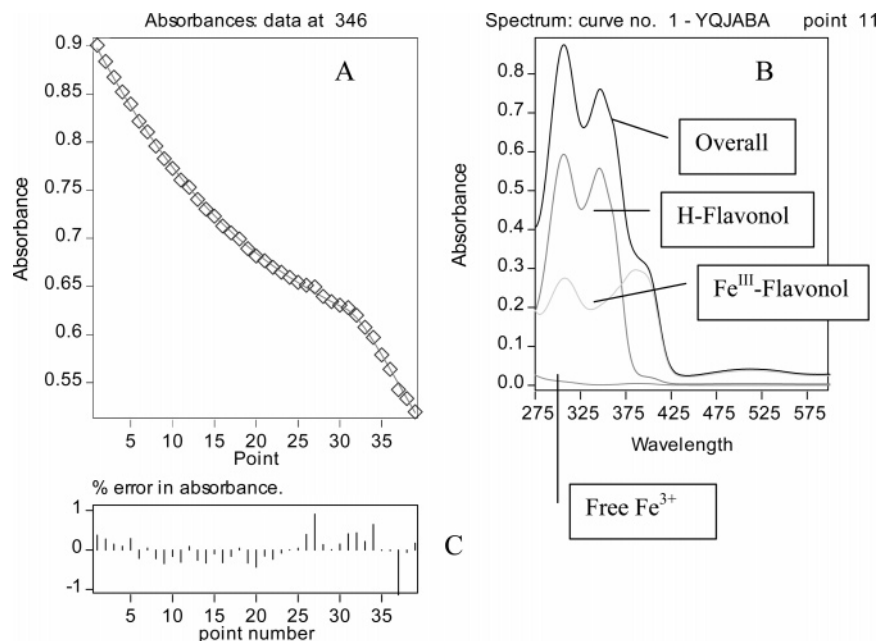 Absorbances: data at 346
0.9
0.85
0.8
0.75
0.7
0.65
0.6
0.55
Absorbance
A
5 10 15 20 25 30 35
Point
% error in absorbance.
1
0
-1
C
5 10 15 20 25 30 35
point number
Spectrum: curve no. 1 - YQJABA point 11
0.8
0.7
0.6
0.5
0.4
0.3
0.2
0.1
0.0
Absorbance
B
Overall
H-Flavonol
Fe^III-Flavonol
275 325 375 425 475 525 575
Wavelength
Free Fe³⁺